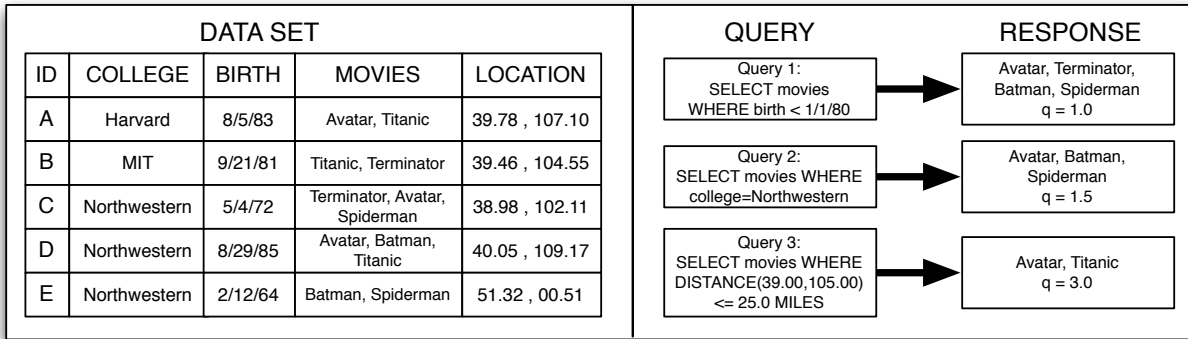 DATA SET
ID COLLEGE BIRTH MOVIES LOCATION
A Harvard 8/5/83 Avatar, Titanic 39.78 , 107.10
B MIT 9/21/81 Titanic, Terminator 39.46 , 104.55
C Northwestern 5/4/72 Terminator, Avatar,
Spiderman 38.98 , 102.11
D Northwestern 8/29/85 Avatar, Batman,
Titanic 40.05 , 109.17
E Northwestern 2/12/64 Batman, Spiderman 51.32 , 00.51
QUERY RESPONSE
Query 1:
SELECT movies
WHERE birth < 1/1/80
Avatar, Terminator,
Batman, Spiderman
q = 1.0
Query 2:
SELECT movies WHERE
college=Northwestern
Avatar, Batman,
Spiderman
q = 1.5
Query 3:
SELECT movies WHERE
DISTANCE(39.00,105.00)
<= 25.0 MILES
Avatar, Titanic
q = 3.0